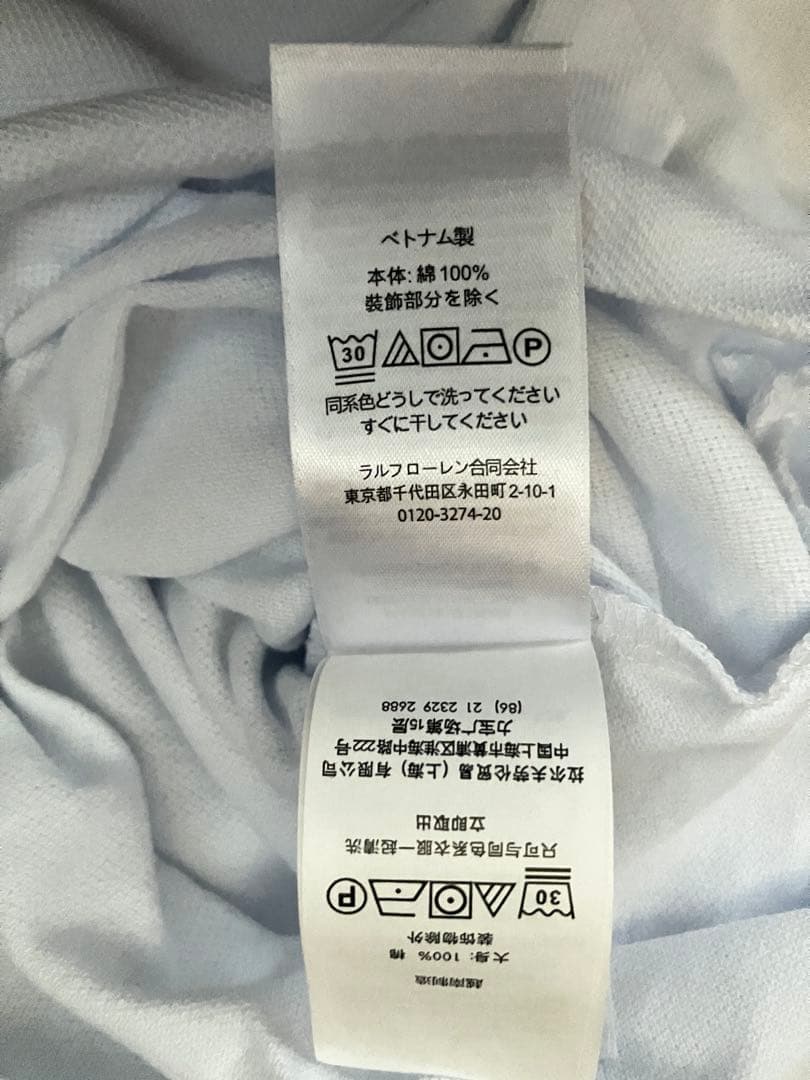 ベトナム製
本体: 綿100%
装飾部分を除く
30 P
同系色どうしで洗ってください
すぐに干してください
ラルフローレン合同会社
東京都千代田区永田町2-10-1
0120-3274-20
越南制造
大身: 100% 棉
装饰物除外
30 P
只可与同色系衣服一起清洗
立即取出
拉尔夫劳伦贸易 (上海) 有限公司
中国上海市黄浦区淮海中路222号
力宝广场第15层
(86) 21 2329 2688